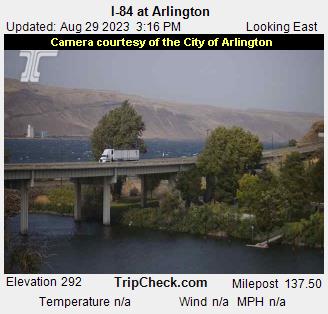 I-84 at Arlington
Updated: Aug 29 2023 3:16 PM Looking East
Camera courtesy of the City of Arlington
Elevation 292 TripCheck.com Milepost 137.50
Temperature n/a Wind n/a MPH n/a